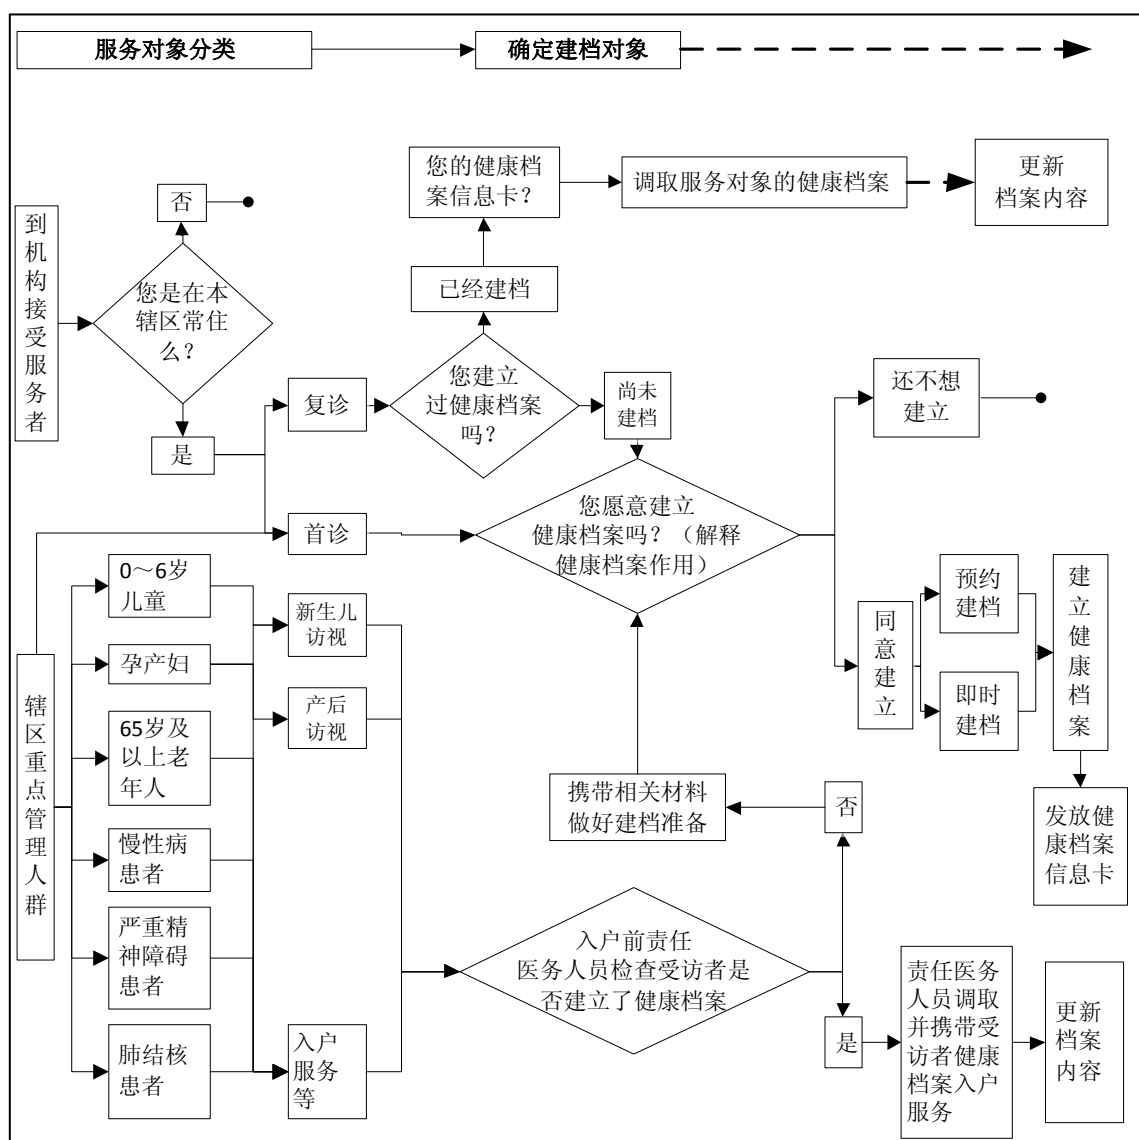 服务对象分类
确定建档对象
您的健康档
案信息卡？
调取服务对象的健康档案
更新
档案内容
否
到
机
构
接
受
服
务
者
您是在本
辖区常住
么？
已经建档
是
复诊
您建立
过健康档案
吗？
尚未
建档
还不想
建立
首诊
您愿意建立
健康档案吗？（解释
健康档案作用）
0～6岁
儿童
新生儿
访视
孕产妇
产后
访视
同
意
建
立
预约
建档
即时
建档
建
立
健
康
档
案
辖
区
重
点
管
理
人
群
65岁及
以上老
年人
携带相关材料
做好建档准备
否
发放健
康档案
信息卡
慢性病
患者
严重精
神障碍
患者
入户前责任
医务人员检查受访者是
否建立了健康档案
肺结核
患者
入户
服务
等
是
责任医务
人员调取
并携带受
访者健康
档案入户
服务
更新
档案
内容